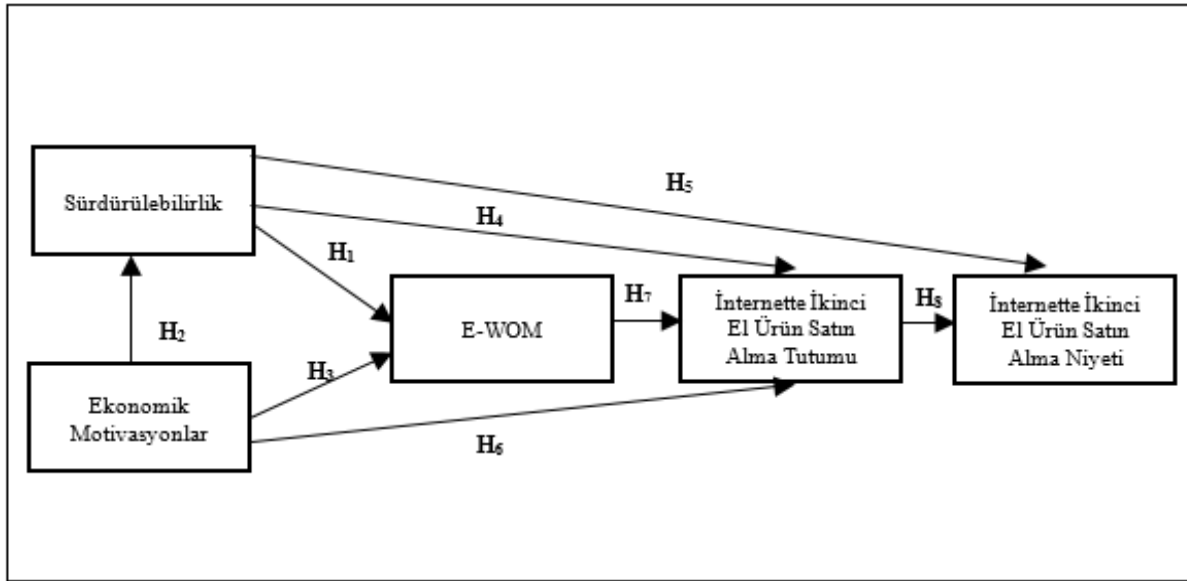 Sürdürülebilirlik
H₅
H₄
H₁
H₂
E-WOM
H₇
İnternette İkinci
El Ürün Satın
Alma Tutumu
H₈
İnternette İkinci
El Ürün Satın
Alma Niyeti
H₃
Ekonomik
Motivasyonlar
H₆